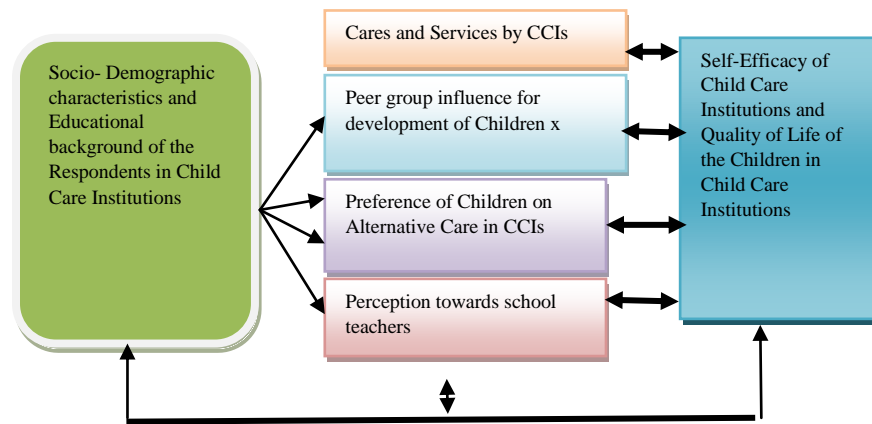 Socio- Demographic
characteristics and
Educational
background of the
Respondents in Child
Care Institutions
Cares and Services by CCIs
Peer group influence for
development of Children x
Preference of Children on
Alternative Care in CCIs
Perception towards school
teachers
Self-Efficacy of
Child Care
Institutions and
Quality of Life of
the Children in
Child Care
Institutions